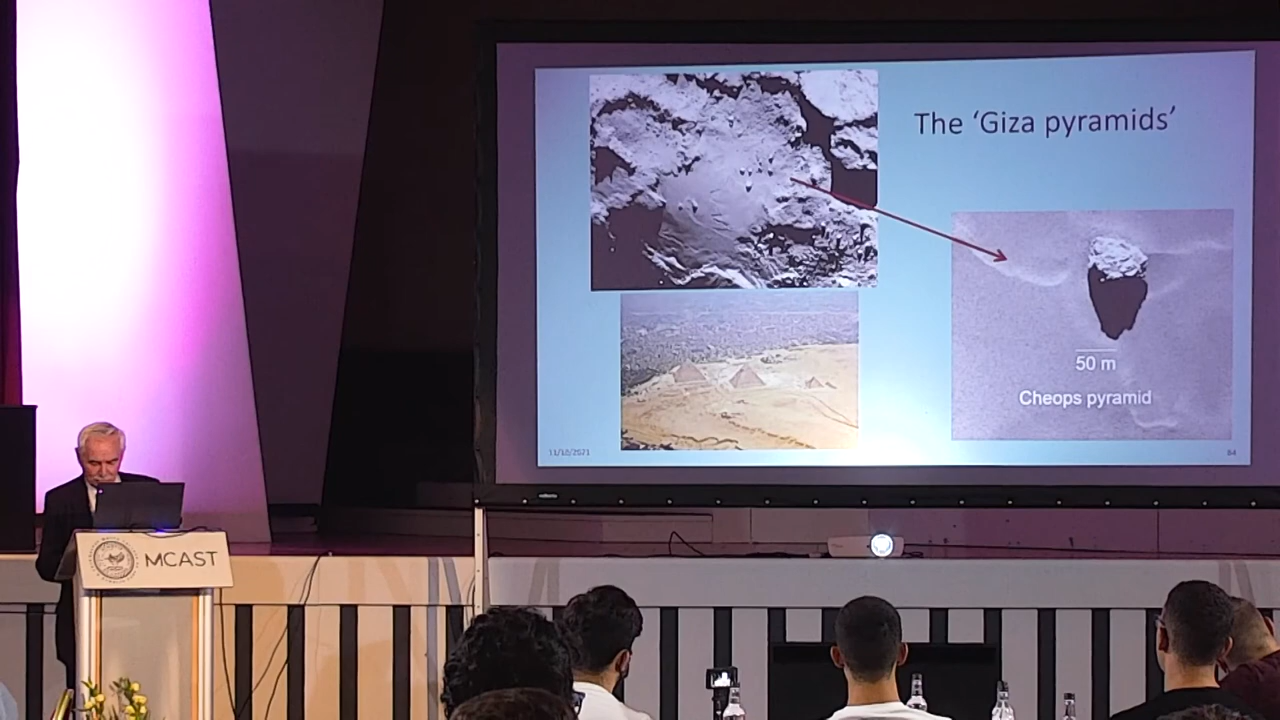 The ‘Giza pyramids’
50 m
Cheops pyramid
11/10/2021
84
MCAST